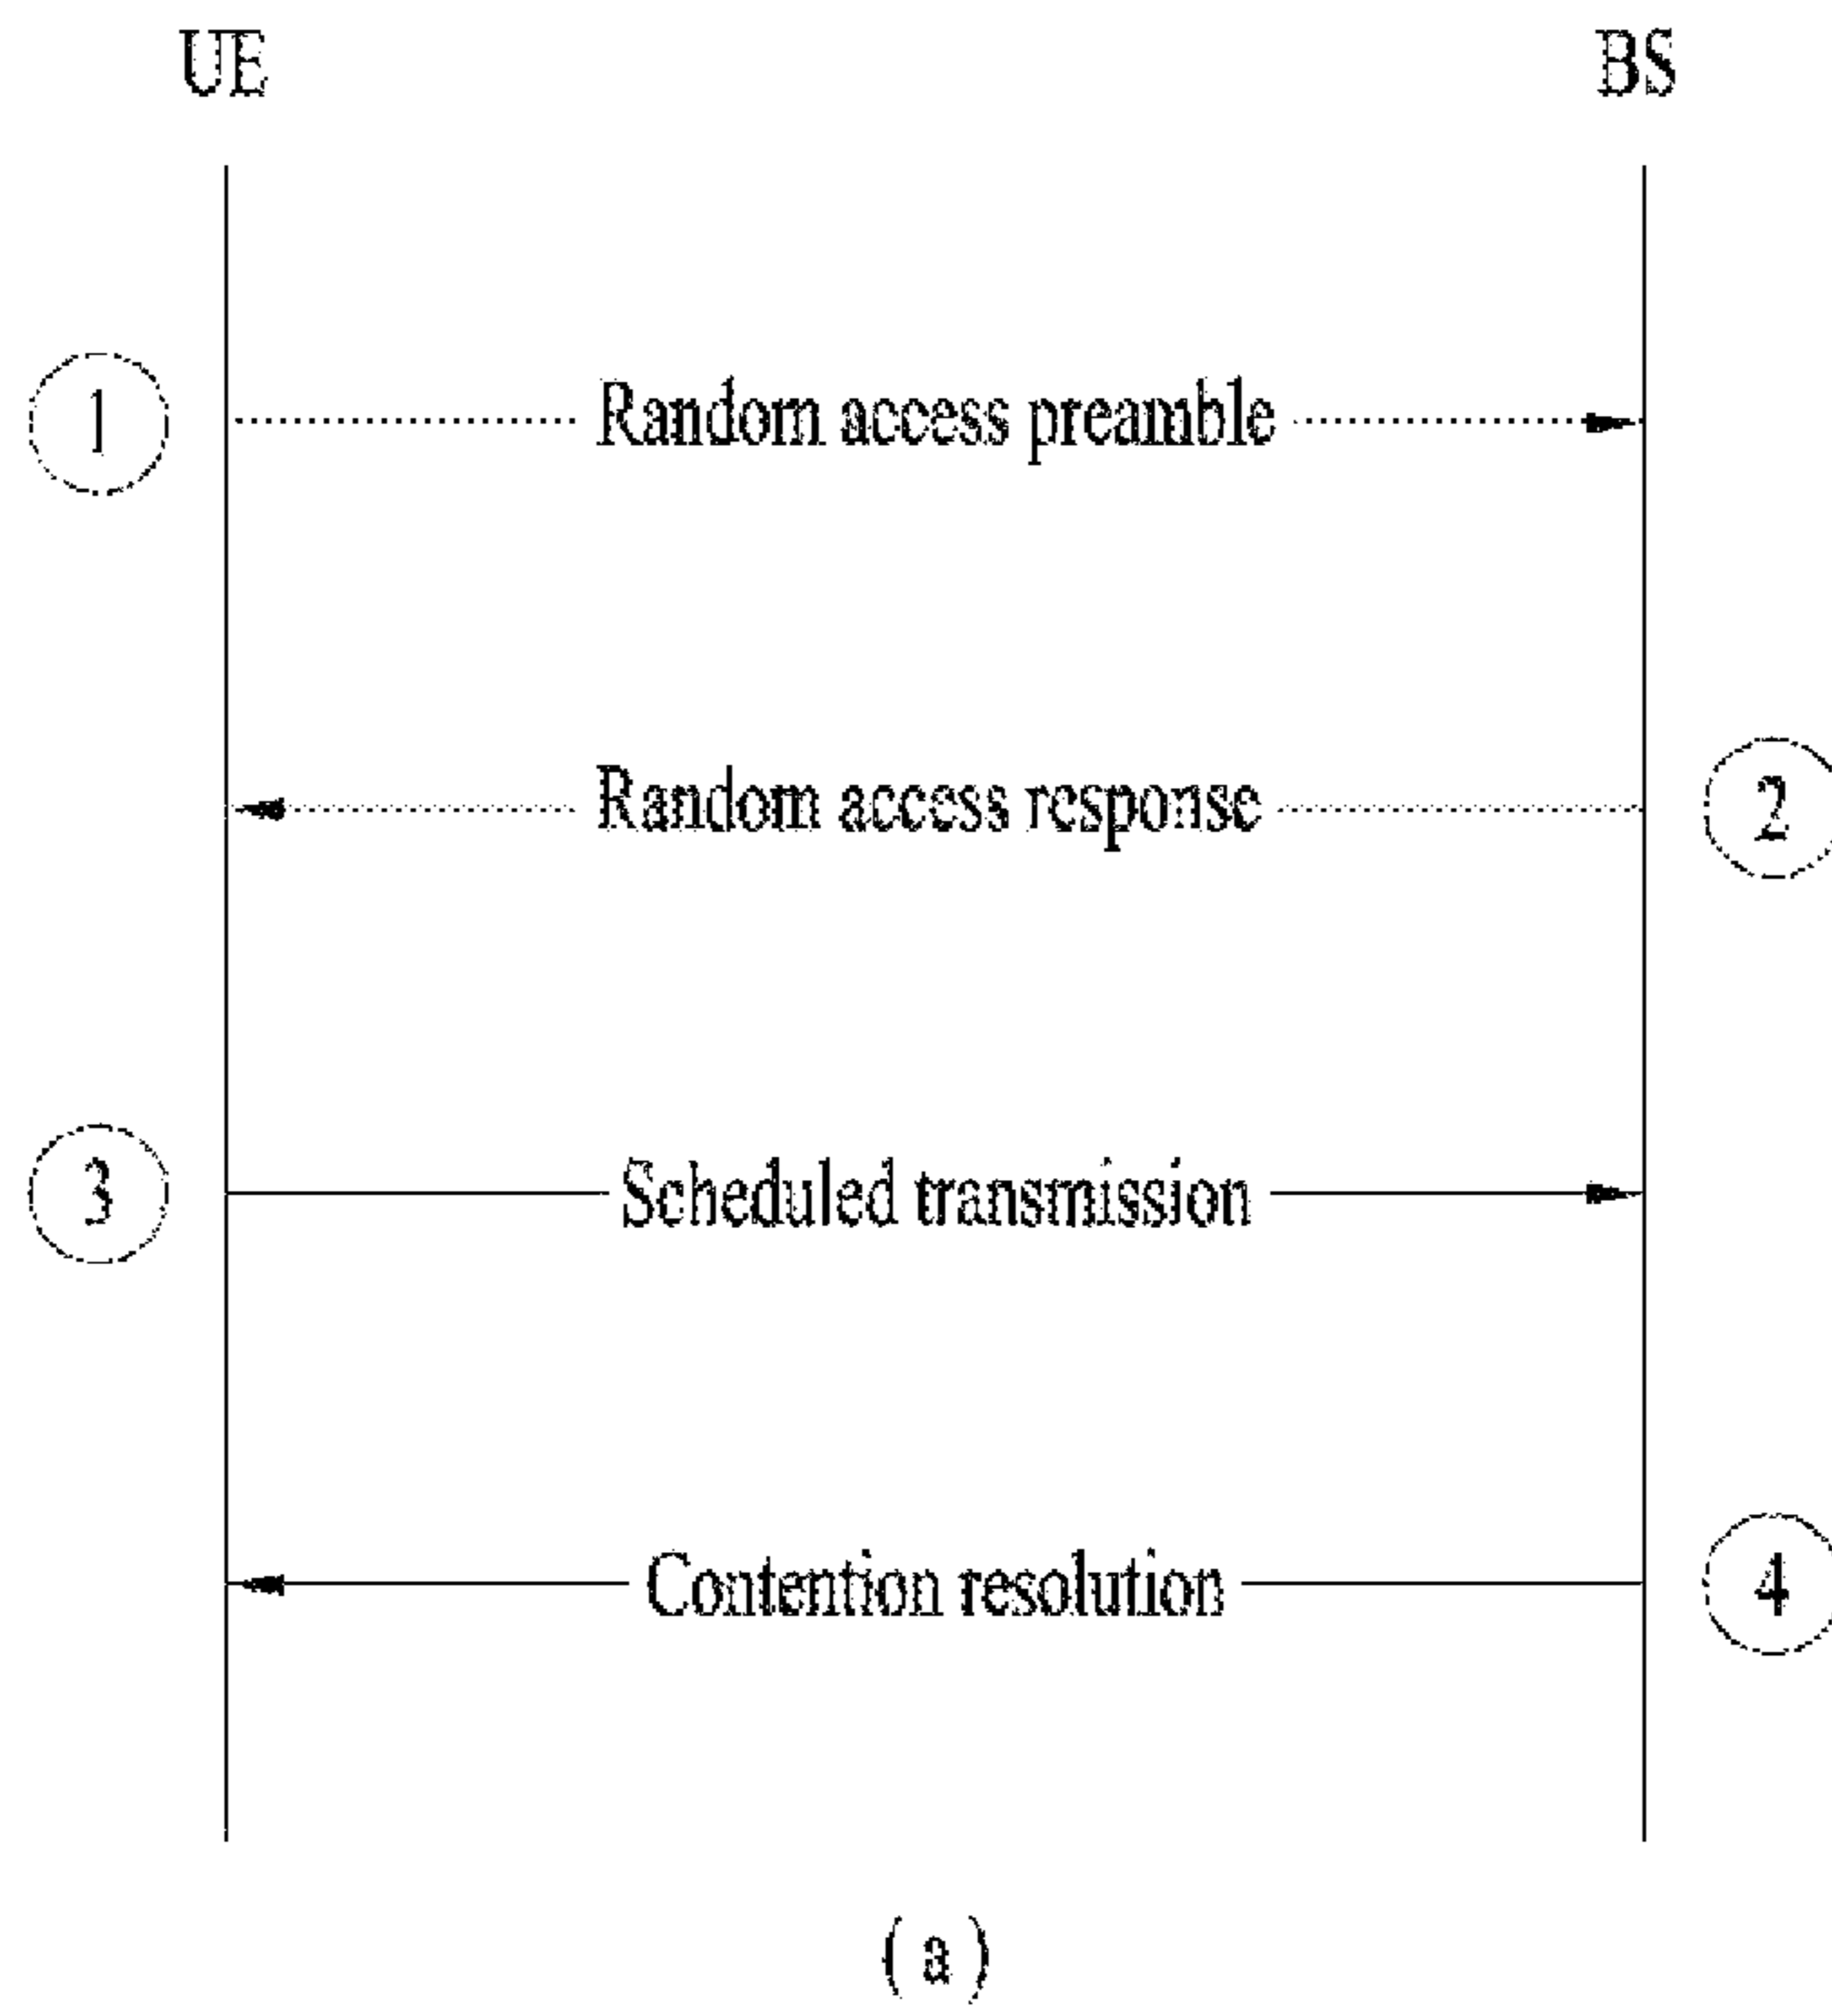 UE BS
1 Random access preamble
Random access response 2
3 Scheduled transmission
Contention resolution 4
(a)